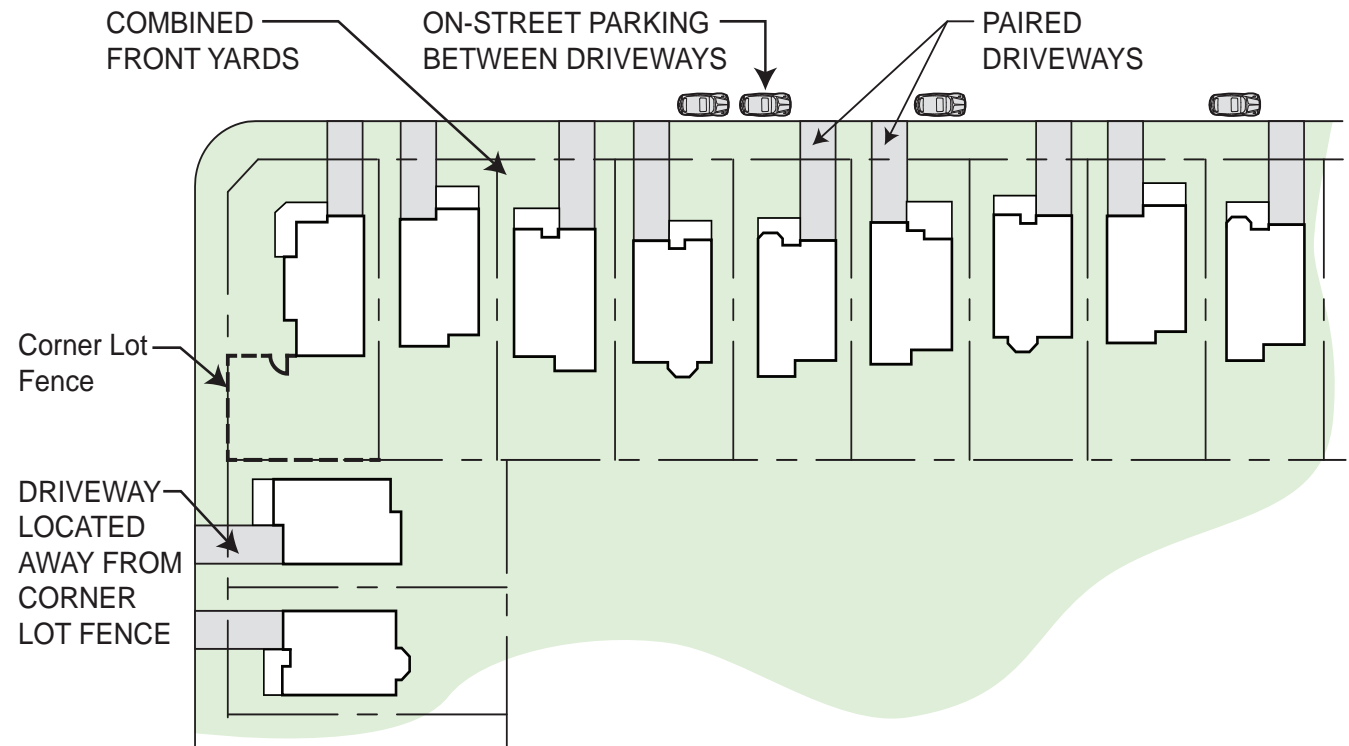 COMBINED
FRONT YARDS
ON-STREET PARKING
BETWEEN DRIVEWAYS
PAIRED
DRIVEWAYS
Corner Lot
Fence
DRIVEWAY
LOCATED
AWAY FROM
CORNER
LOT FENCE